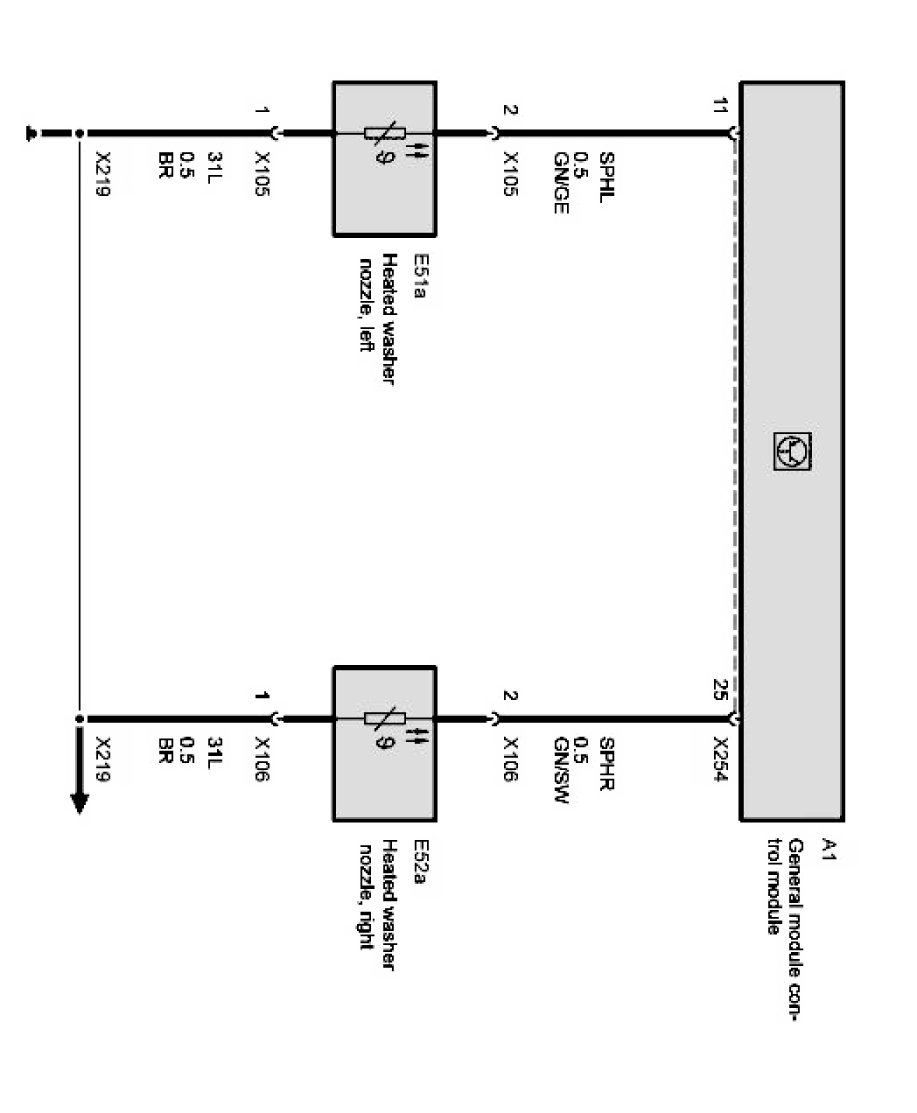 A1
General module con-
trol module
11
25
X254
SPHL
0.5
GN/GE
SPHR
0.5
GN/SW
2
X105
2
X106
E51a
Heated washer
nozzle, left
E52a
Heated washer
nozzle, right
1
X105
1
X106
31L
0.5
BR
31L
0.5
BR
X219
X219